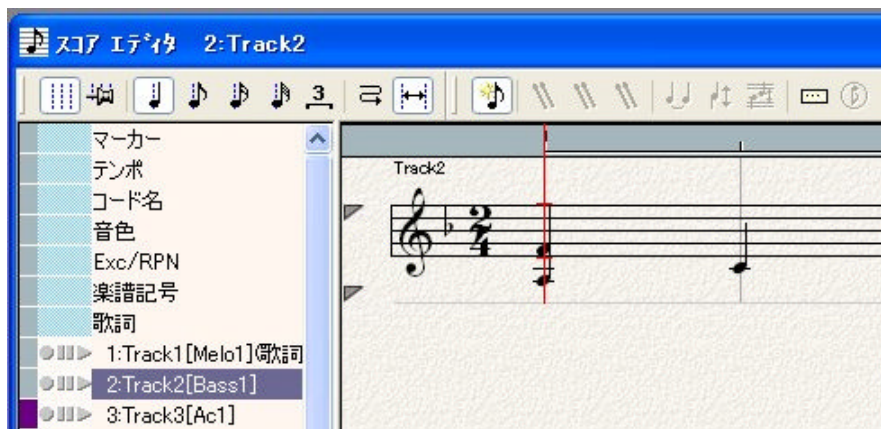 スコア エディタ 2:Track2
3
マーカー
テンポ
コード名
音色
Exc/RPN
楽譜記号
歌詞
1:Track1[Melo1](歌詞
2:Track2[Bass1]
3:Track3[Ac1]
Track2
2
4